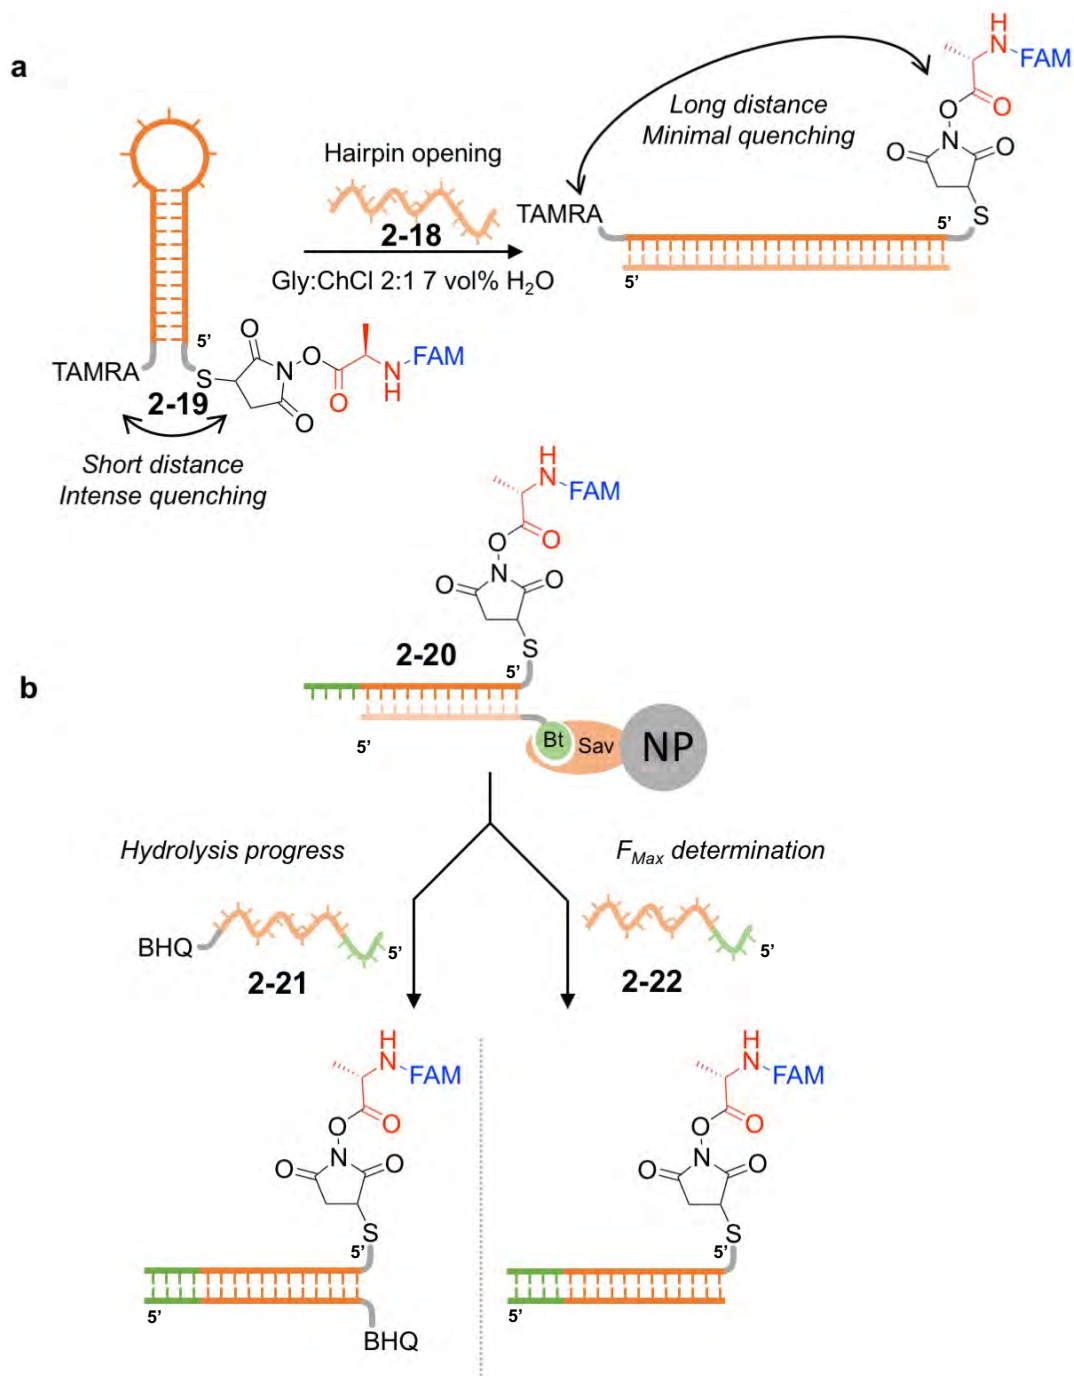 a
Hairpin opening
2-18
Gly:ChCl 2:1 7 vol% H₂O
TAMRA
5'
S
O
O
N
O
O
N
H
FAM
2-19
Short distance
Intense quenching
Long distance
Minimal quenching
H
N
FAM
O
O
N
O
O
S
5'
TAMRA
5'
b
H
N
FAM
O
O
N
O
O
S
2-20
5'
5'
Bt
Sav
NP
Hydrolysis progress
BHQ
5'
2-21
F_Max determination
5'
2-22
H
N
FAM
O
O
N
O
O
S
5'
5'
BHQ
H
N
FAM
O
O
N
O
O
S
5'
5'